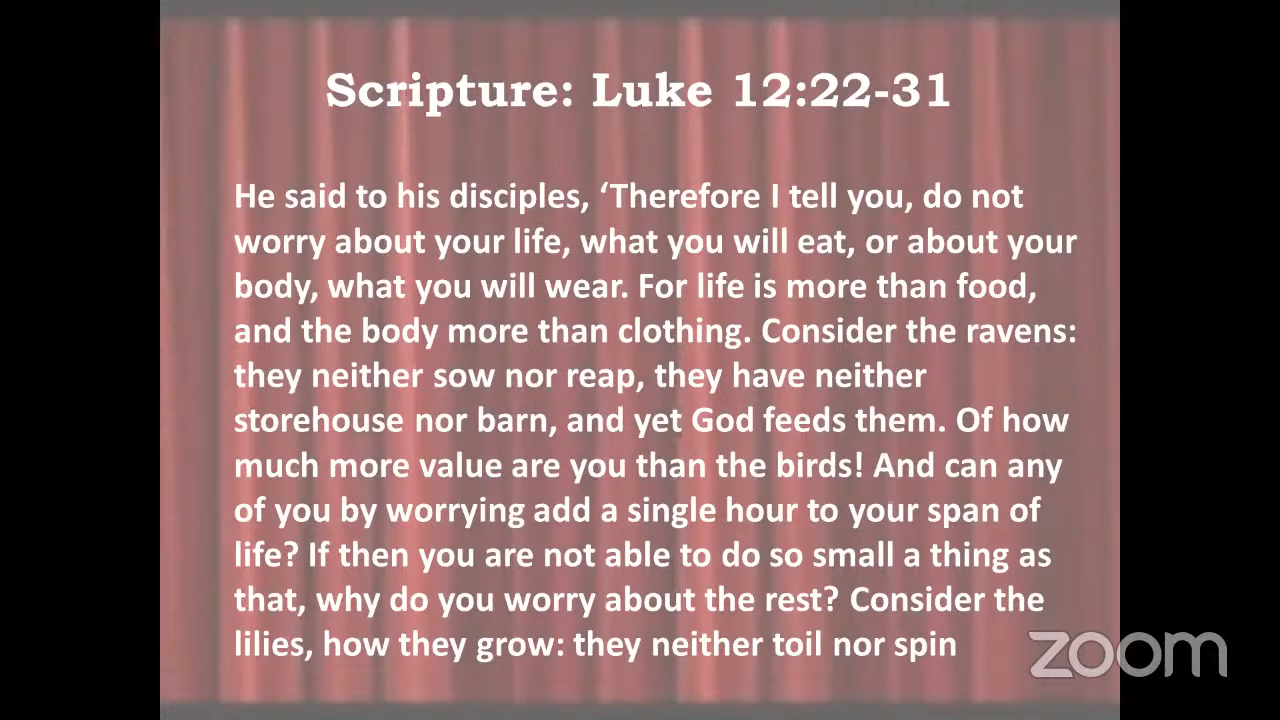 Scripture: Luke 12:22-31
He said to his disciples, ‘Therefore I tell you, do not
worry about your life, what you will eat, or about your
body, what you will wear. For life is more than food,
and the body more than clothing. Consider the ravens:
they neither sow nor reap, they have neither
storehouse nor barn, and yet God feeds them. Of how
much more value are you than the birds! And can any
of you by worrying add a single hour to your span of
life? If then you are not able to do so small a thing as
that, why do you worry about the rest? Consider the
lilies, how they grow: they neither toil nor spin
zoom